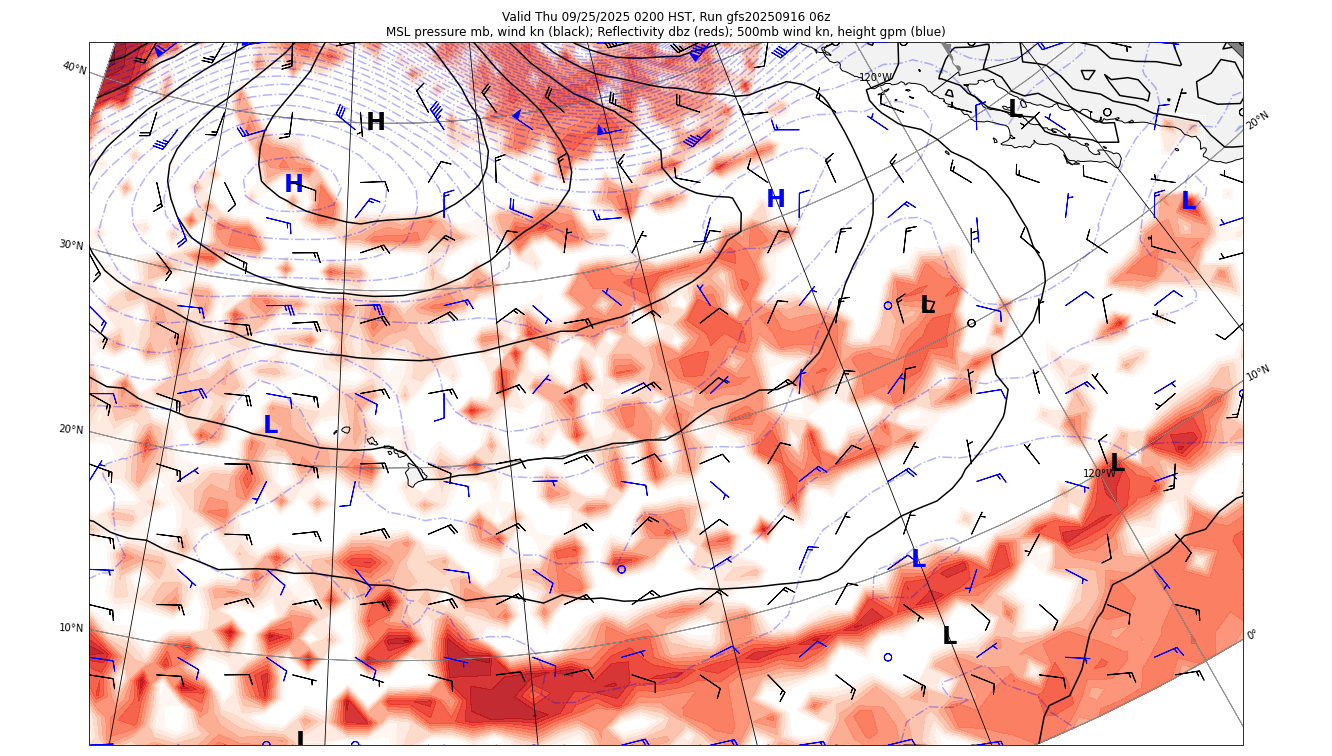 Valid Thu 09/25/2025 0200 HST, Run gfs20250916 06z
MSL pressure mb, wind kn (black); Reflectivity dbz (reds); 500mb wind kn, height gpm (blue)
40°N
120°W
L
20°N
H
H
H
L
30°N
L
10°N
L
20°N
L
120°W
L
10°N
L
0°
L